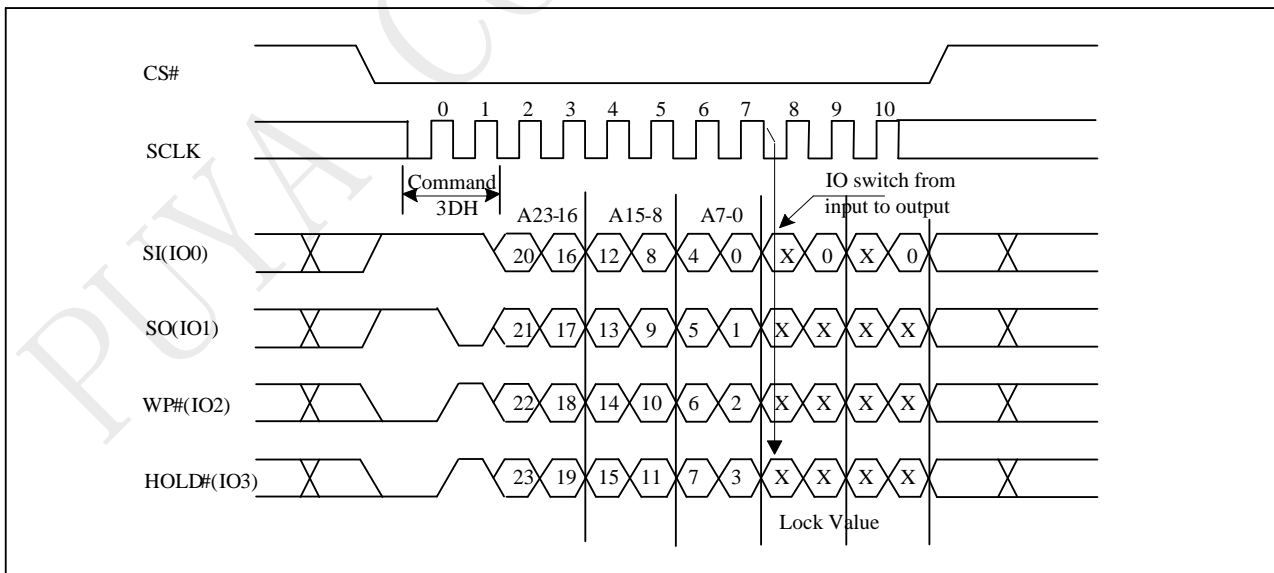 PUYA CO
CS#
0 1 2 3 4 5 6 7 8 9 10
SCLK
Command
3DH
IO switch from
input to output
A23-16 A15-8 A7-0
SI(IO0) 20 16 12 8 4 0 X 0 X 0
SO(IO1) 21 17 13 9 5 1 X X X X
WP#(IO2) 22 18 14 10 6 2 X X X X
HOLD#(IO3) 23 19 15 11 7 3 X X X X
Lock Value